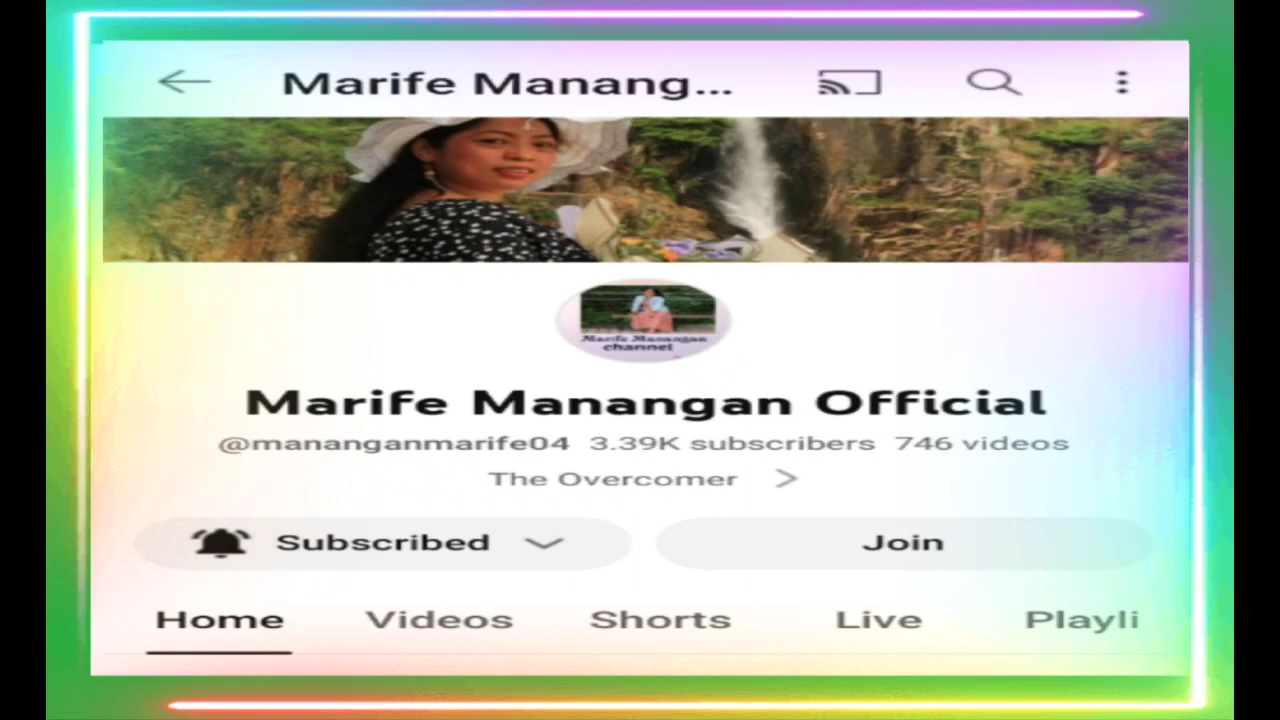 Marife Manang...
Marife Manangan
channel
Marife Manangan Official
@mananganmarife04 3.39K subscribers 746 videos
The Overcomer >
Subscribed
Join
Home Videos Shorts Live Playli